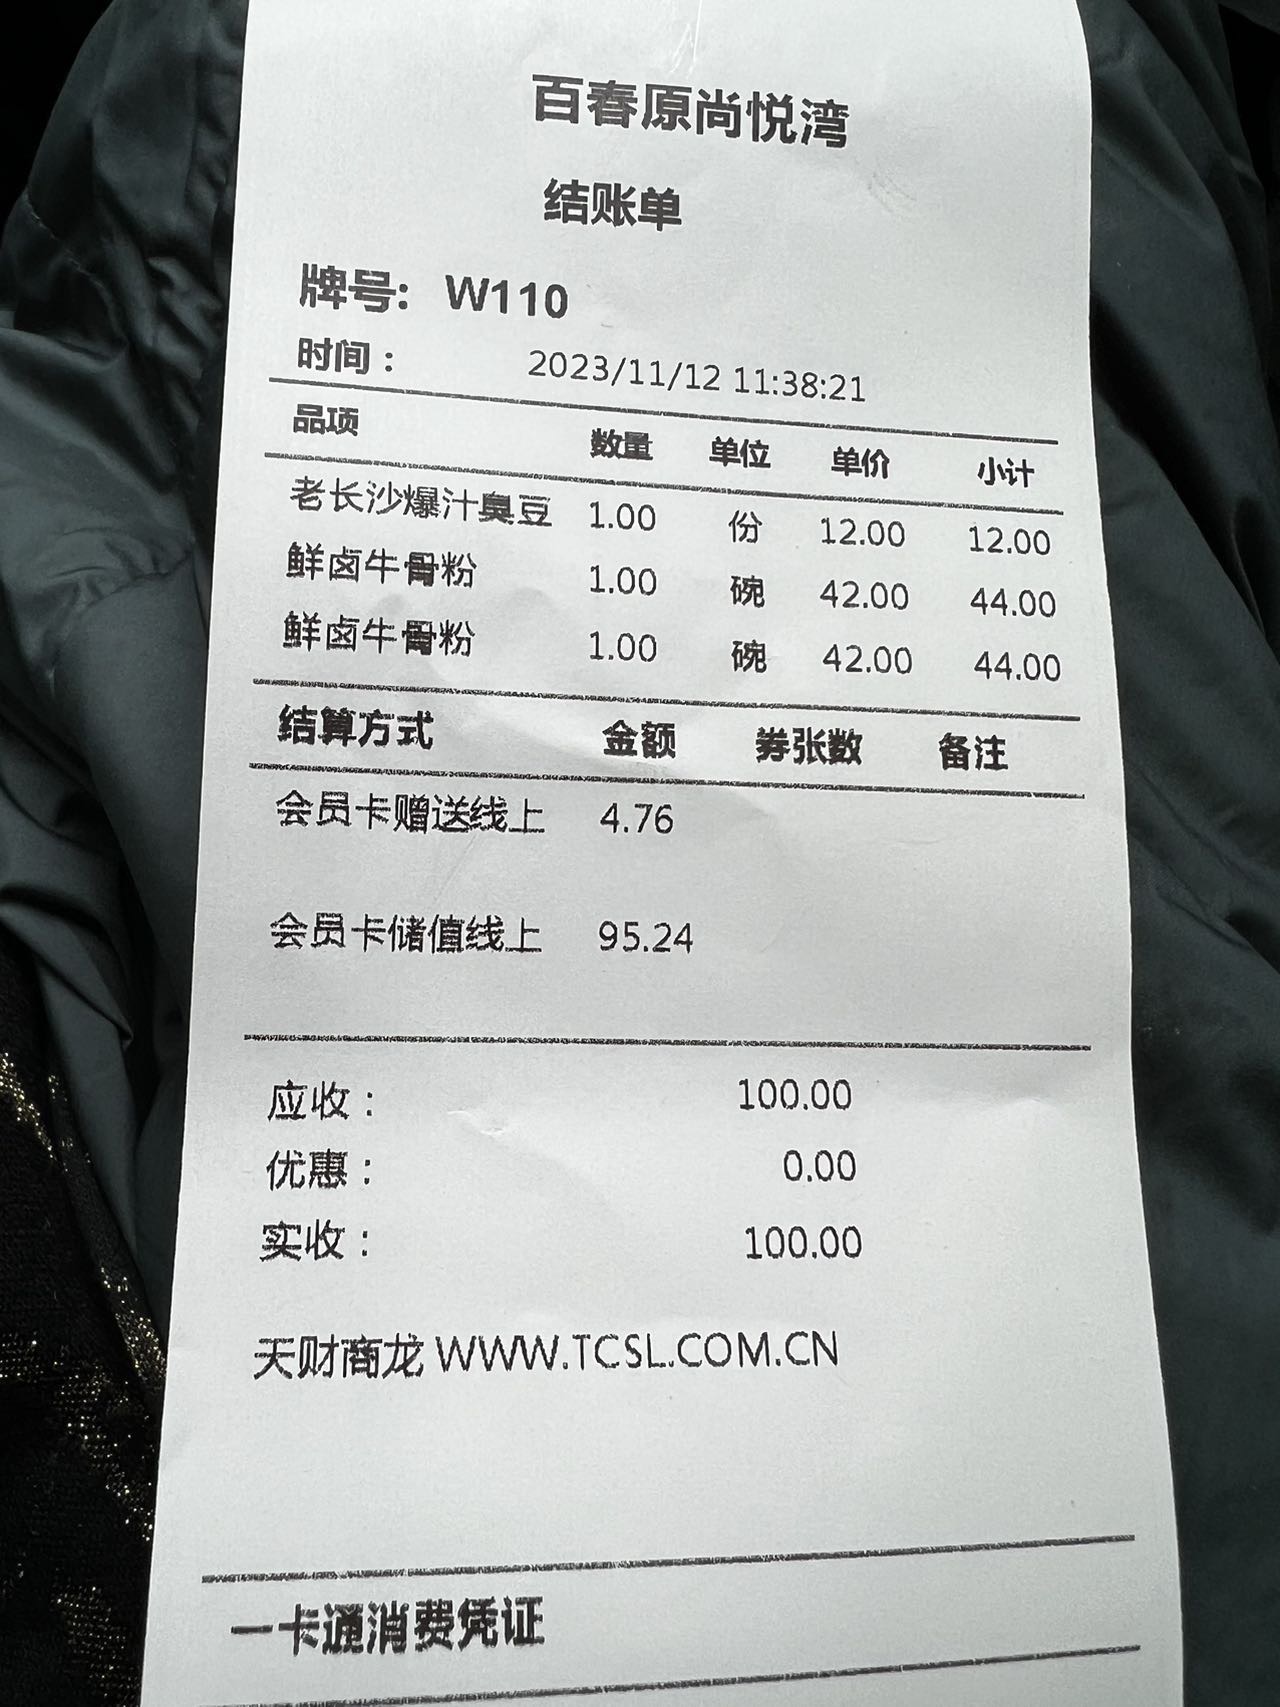 百春原尚悦湾
结账单
牌号: W110
时间： 2023/11/12 11:38:21
品项 数量 单位 单价 小计
老长沙爆汁臭豆 1.00 份 12.00 12.00
鲜卤牛骨粉 1.00 碗 42.00 44.00
鲜卤牛骨粉 1.00 碗 42.00 44.00
结算方式 金额 券张数 备注
会员卡赠送线上 4.76
会员卡储值线上 95.24
应收： 100.00
优惠： 0.00
实收： 100.00
天财商龙 WWW.TCSL.COM.CN
一卡通消费凭证